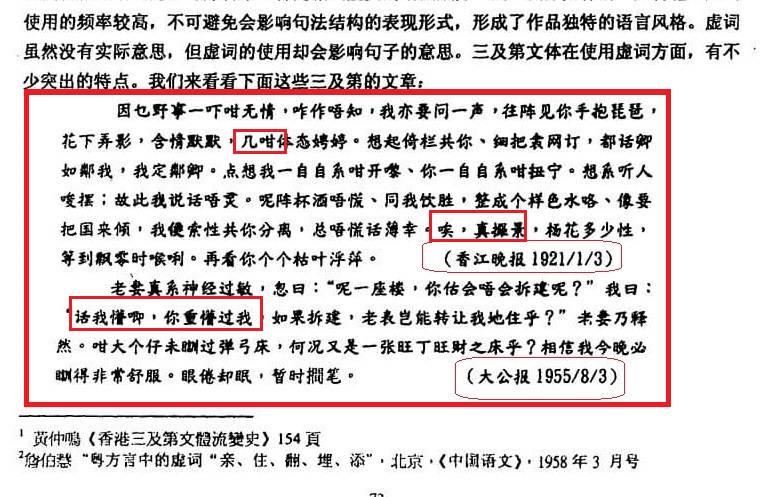 使用的频率较高，不可避免会影响句法结构的表现形式，形成了作品独特的语言风格。虚词
虽然没有实际意思，但虚词的使用却会影响句子的意思。三及第文体在使用虚词方面，有不
少突出的特点。我们来看看下面这些三及第的文章：
因乜野事一下咁无情，咋作唔知，我亦要问一声，往阵见你手抱琵琶，
花下弄影，含情默默，几咁体态娉婷。想起倚栏共你、细把衷网订，都话卿
如邻我，我定邻卿。点想我一自自系咁开嚟、你一自自系咁扭宁。想系听人
唆摆；故此我说话唔灵。呢阵杯酒唔慌、同我饮胜，整成个样色水咯、像要
把国来倾，我傻索性共你分离，总唔慌话薄幸。唉，真握景，杨花多少性，
等到飘零时候唎。再看你个个枯叶浮萍。 （香江晚报 1921/1/3）
老妻真系神经过敏，忽曰："呢一座楼，你估会唔会拆建呢？"我曰：
"话我懵唧，你重懵过我，如果拆建，老表岂能转让我地住乎？"老妻乃释
然。咁大个仔未瞓过弹弓床，何况又是一张旺丁旺财之床乎？相信我今晚必
瞓得非常舒服。眼倦却眠，暂时搁笔。 （大公报 1955/8/3）
1 黄仲鳴《香港三及第文體流變史》154 頁
2 詹伯慧 "粤方言中的虚词"亲、住、翻、埋、添"，北京，《中国语文》，1958 年 3 月号